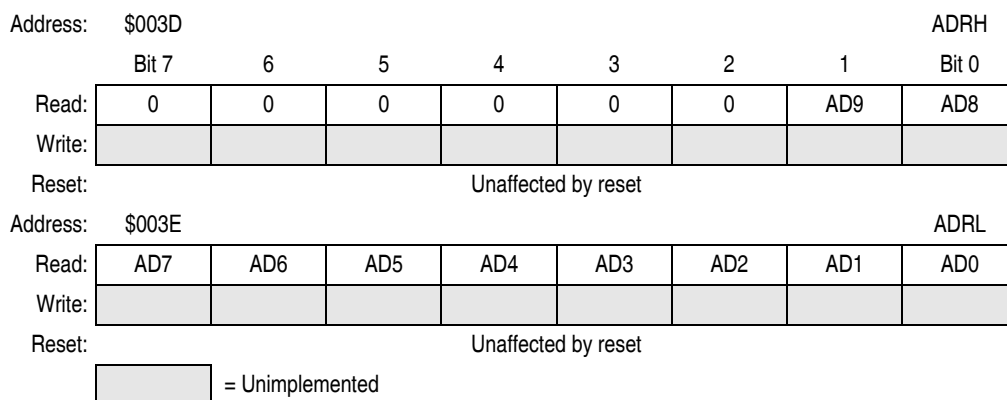 Address: $003D ADRH
Bit 7 6 5 4 3 2 1 Bit 0
Read: 0 0 0 0 0 0 AD9 AD8
Write:
Reset: Unaffected by reset
Address: $003E ADRL
Read: AD7 AD6 AD5 AD4 AD3 AD2 AD1 AD0
Write:
Reset: Unaffected by reset
= Unimplemented